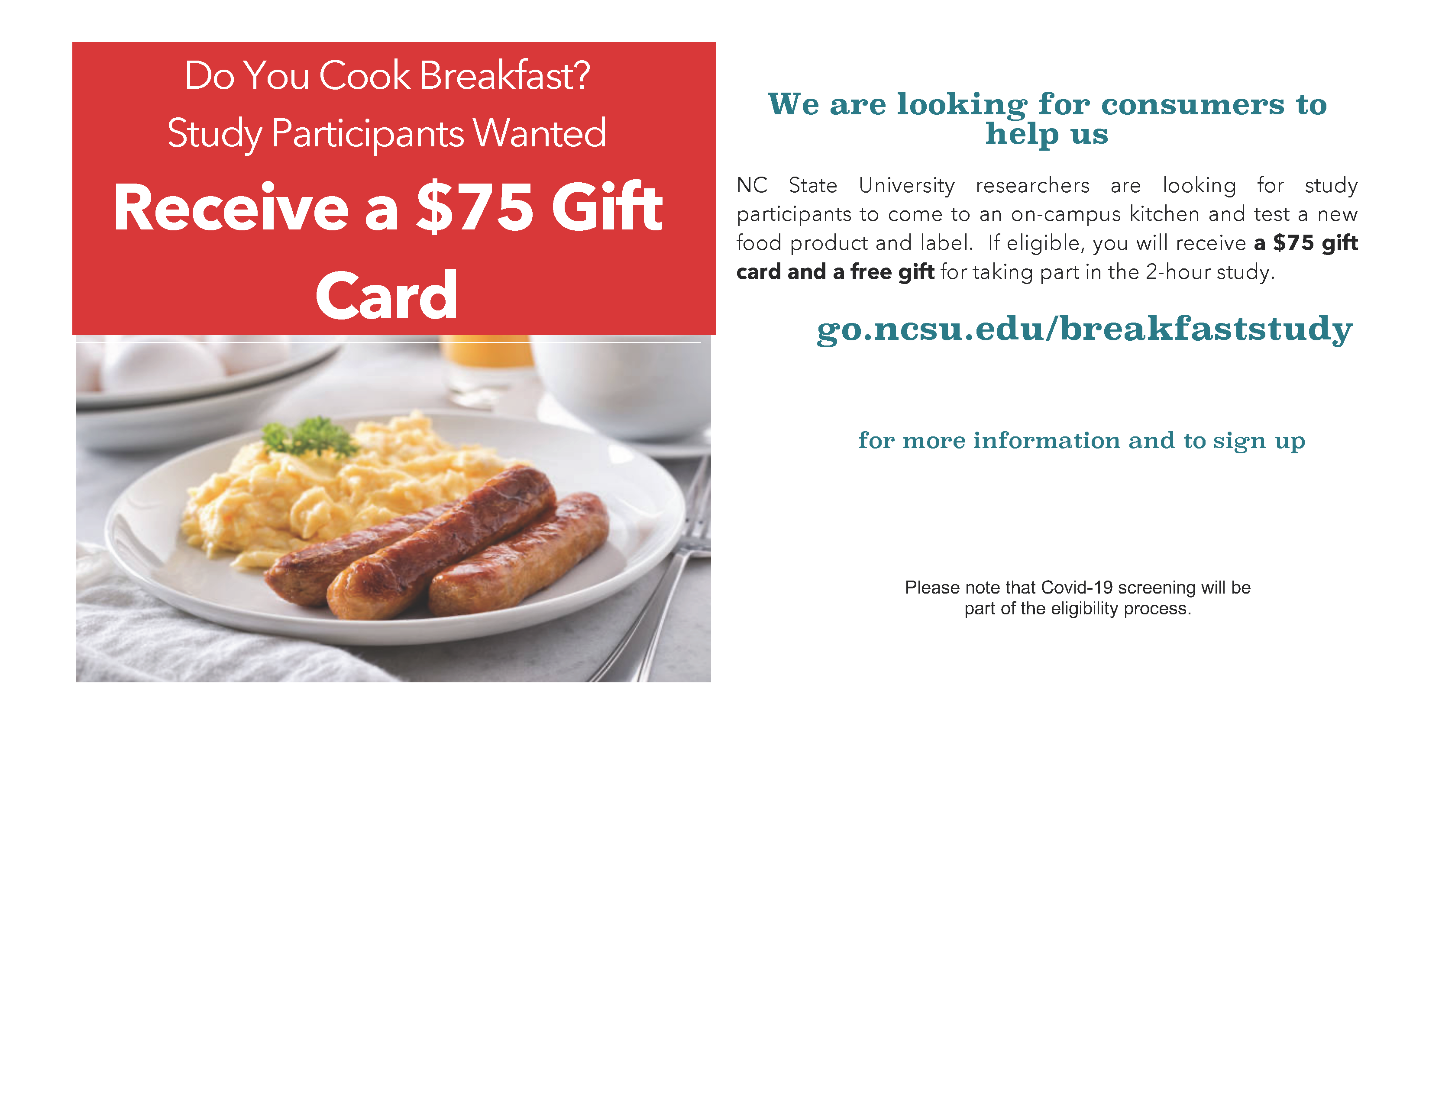 Do You Cook Breakfast?
Study Participants Wanted
Receive a $75 Gift
Card
We are looking for consumers to
help us
NC State University researchers are looking for study
participants to come to an on-campus kitchen and test a new
food product and label. If eligible, you will receive a $75 gift
card and a free gift for taking part in the 2-hour study.
go.ncsu.edu/breakfaststudy
for more information and to sign up
Please note that Covid-19 screening will be
part of the eligibility process.